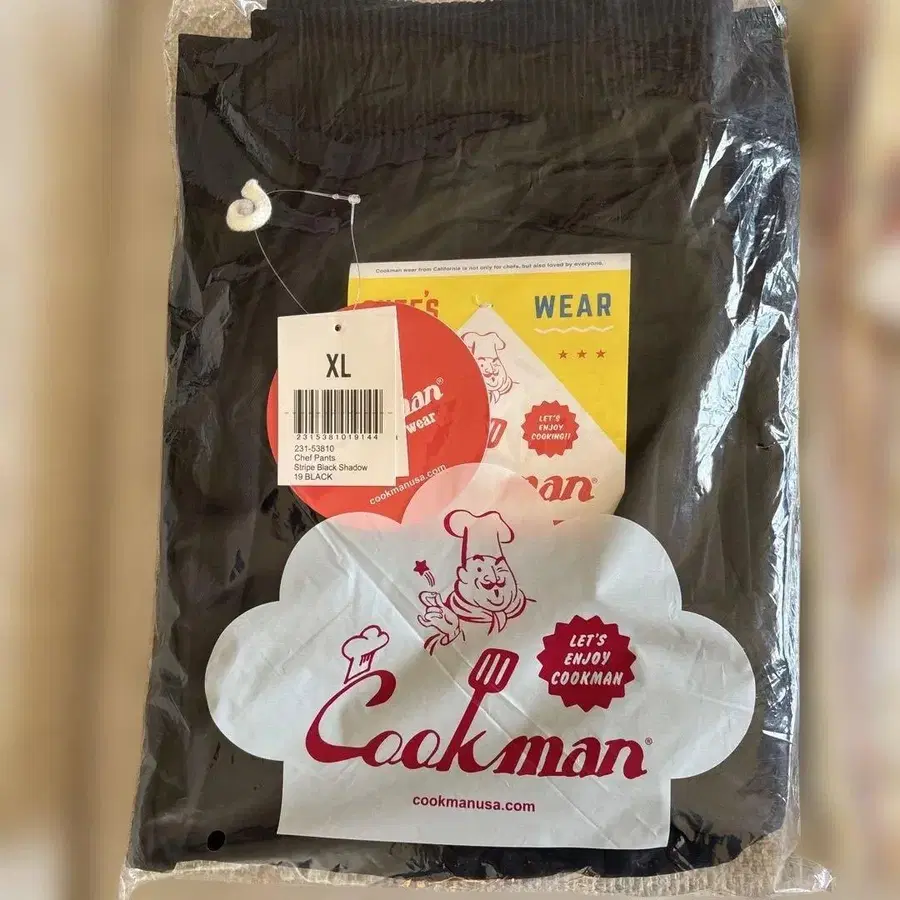 Cookman wear from California is not only for chefs, but also loved by everyone.
WEAR
XL
2315381019144
231-53810
Chef Pants
Stripe Black Shadow
19 BLACK
wear
cookmanusa.com
LET'S
ENJOY
COOKING!!
LET'S
ENJOY
COOKMAN
Cookman®
cookmanusa.com